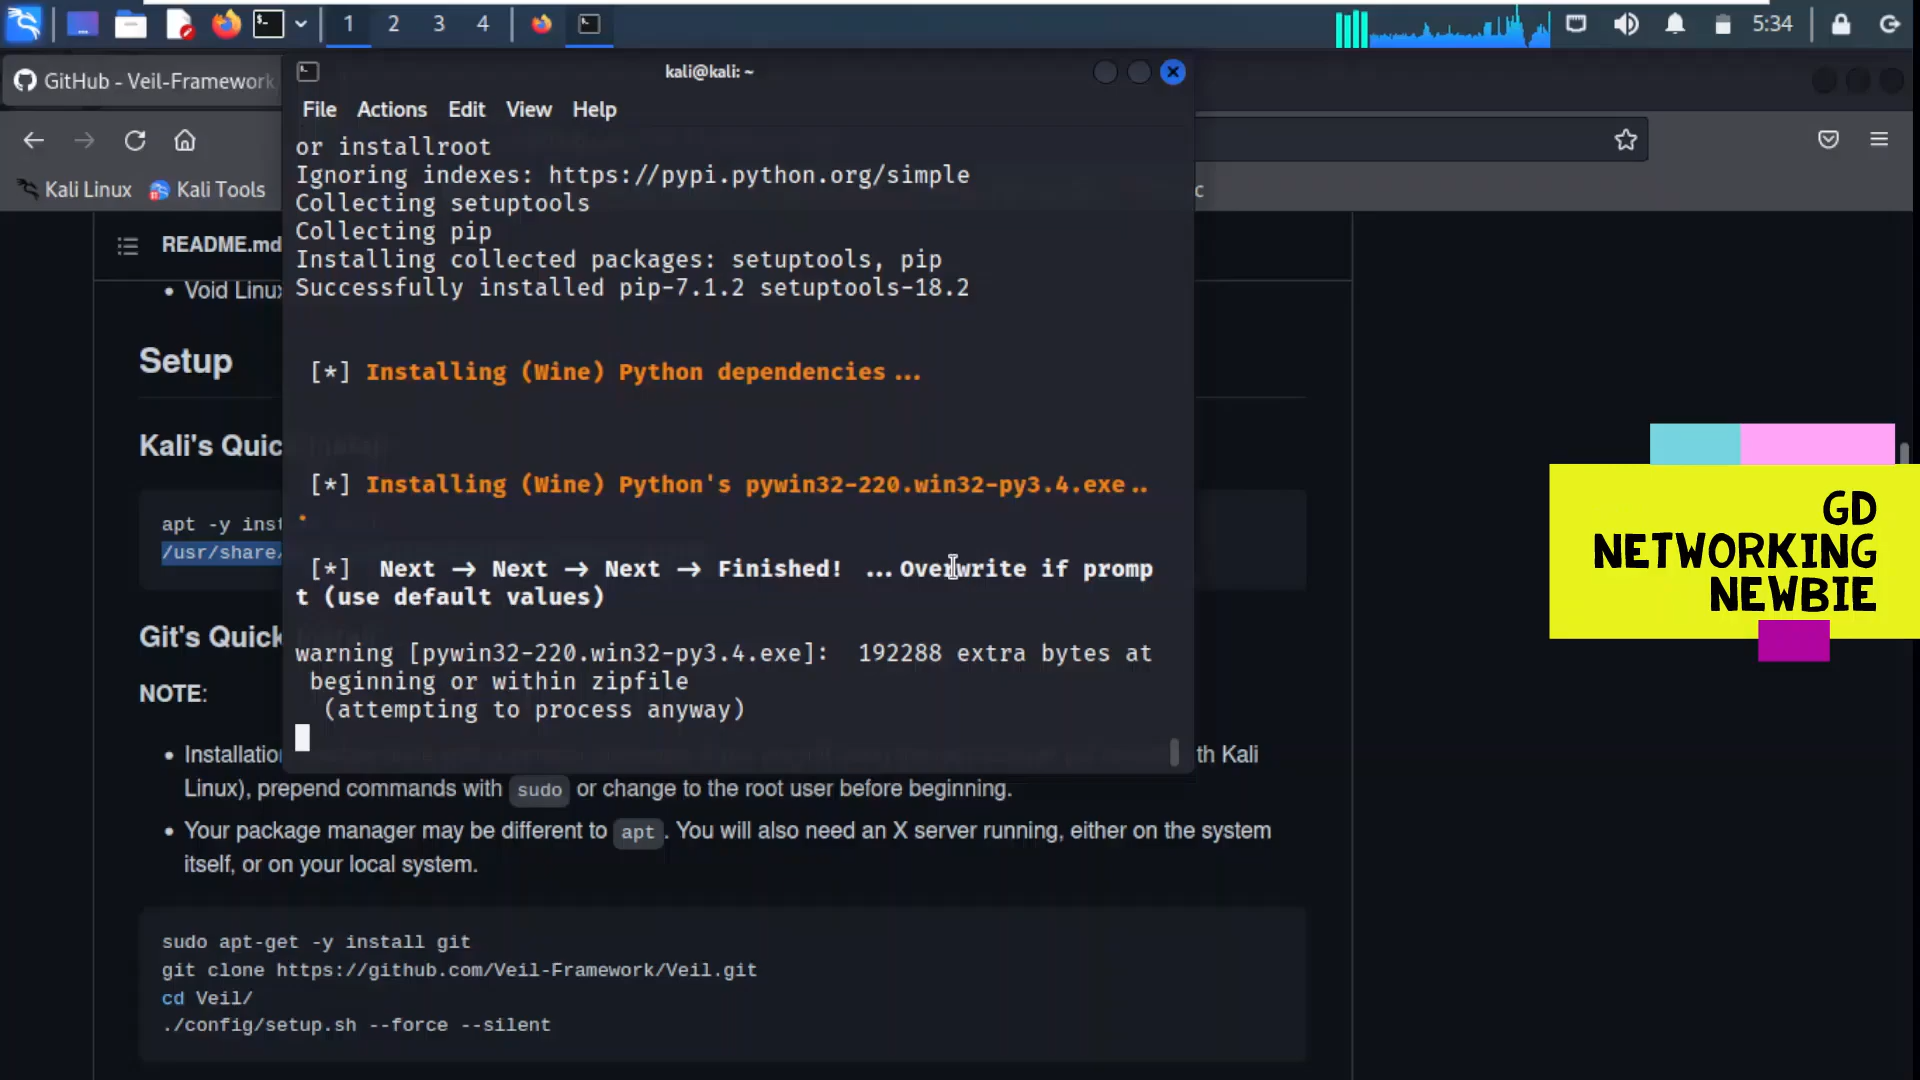 1 2 3 4
5:34
GitHub - Veil-Framework
kali@kali: ~
File Actions Edit View Help
Kali Linux Kali Tools
c
or installroot
Ignoring indexes: https://pypi.python.org/simple
Collecting setuptools
Collecting pip
Installing collected packages: setuptools, pip
Successfully installed pip-7.1.2 setuptools-18.2
[*] Installing (Wine) Python dependencies...
[*] Installing (Wine) Python's pywin32-220.win32-py3.4.exe..
.
[*] Next → Next → Next → Finished! ...Overwrite if promp
t (use default values)
warning [pywin32-220.win32-py3.4.exe]: 192288 extra bytes at
beginning or within zipfile
(attempting to process anyway)
README.md
Void Linux
Setup
Kali's Quick Install
apt -y inst
/usr/share/
Git's Quick Install
NOTE:
Installation th Kali
Linux), prepend commands with sudo or change to the root user before beginning.
Your package manager may be different to apt. You will also need an X server running, either on the system
itself, or on your local system.
sudo apt-get -y install git
git clone https://github.com/Veil-Framework/Veil.git
cd Veil/
./config/setup.sh --force --silent
GD
NETWORKING
NEWBIE